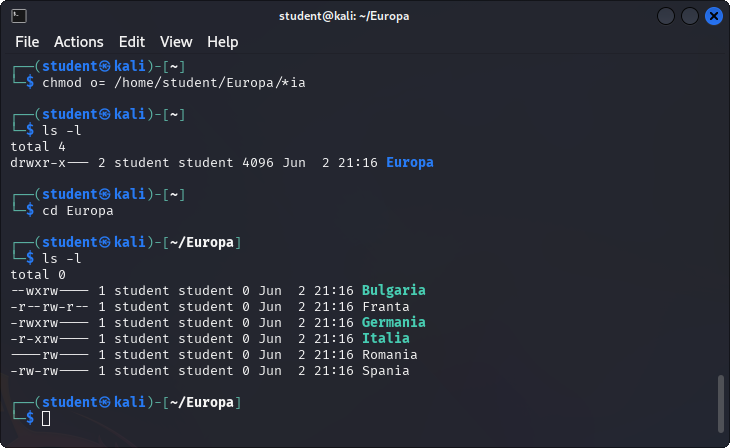 student@kali: ~/Europa
File Actions Edit View Help
┌──(student㉿kali)-[~]
└─$ chmod o= /home/student/Europa/*ia
┌──(student㉿kali)-[~]
└─$ ls -l
total 4
drwxr-x--- 2 student student 4096 Jun  2 21:16 Europa
┌──(student㉿kali)-[~]
└─$ cd Europa
┌──(student㉿kali)-[~/Europa]
└─$ ls -l
total 0
--wxrw---- 1 student student 0 Jun  2 21:16 Bulgaria
-r--rw-r-- 1 student student 0 Jun  2 21:16 Franta
-rwxrw---- 1 student student 0 Jun  2 21:16 Germania
-r-xrw---- 1 student student 0 Jun  2 21:16 Italia
----rw---- 1 student student 0 Jun  2 21:16 Romania
-rw-rw---- 1 student student 0 Jun  2 21:16 Spania
┌──(student㉿kali)-[~/Europa]
└─$